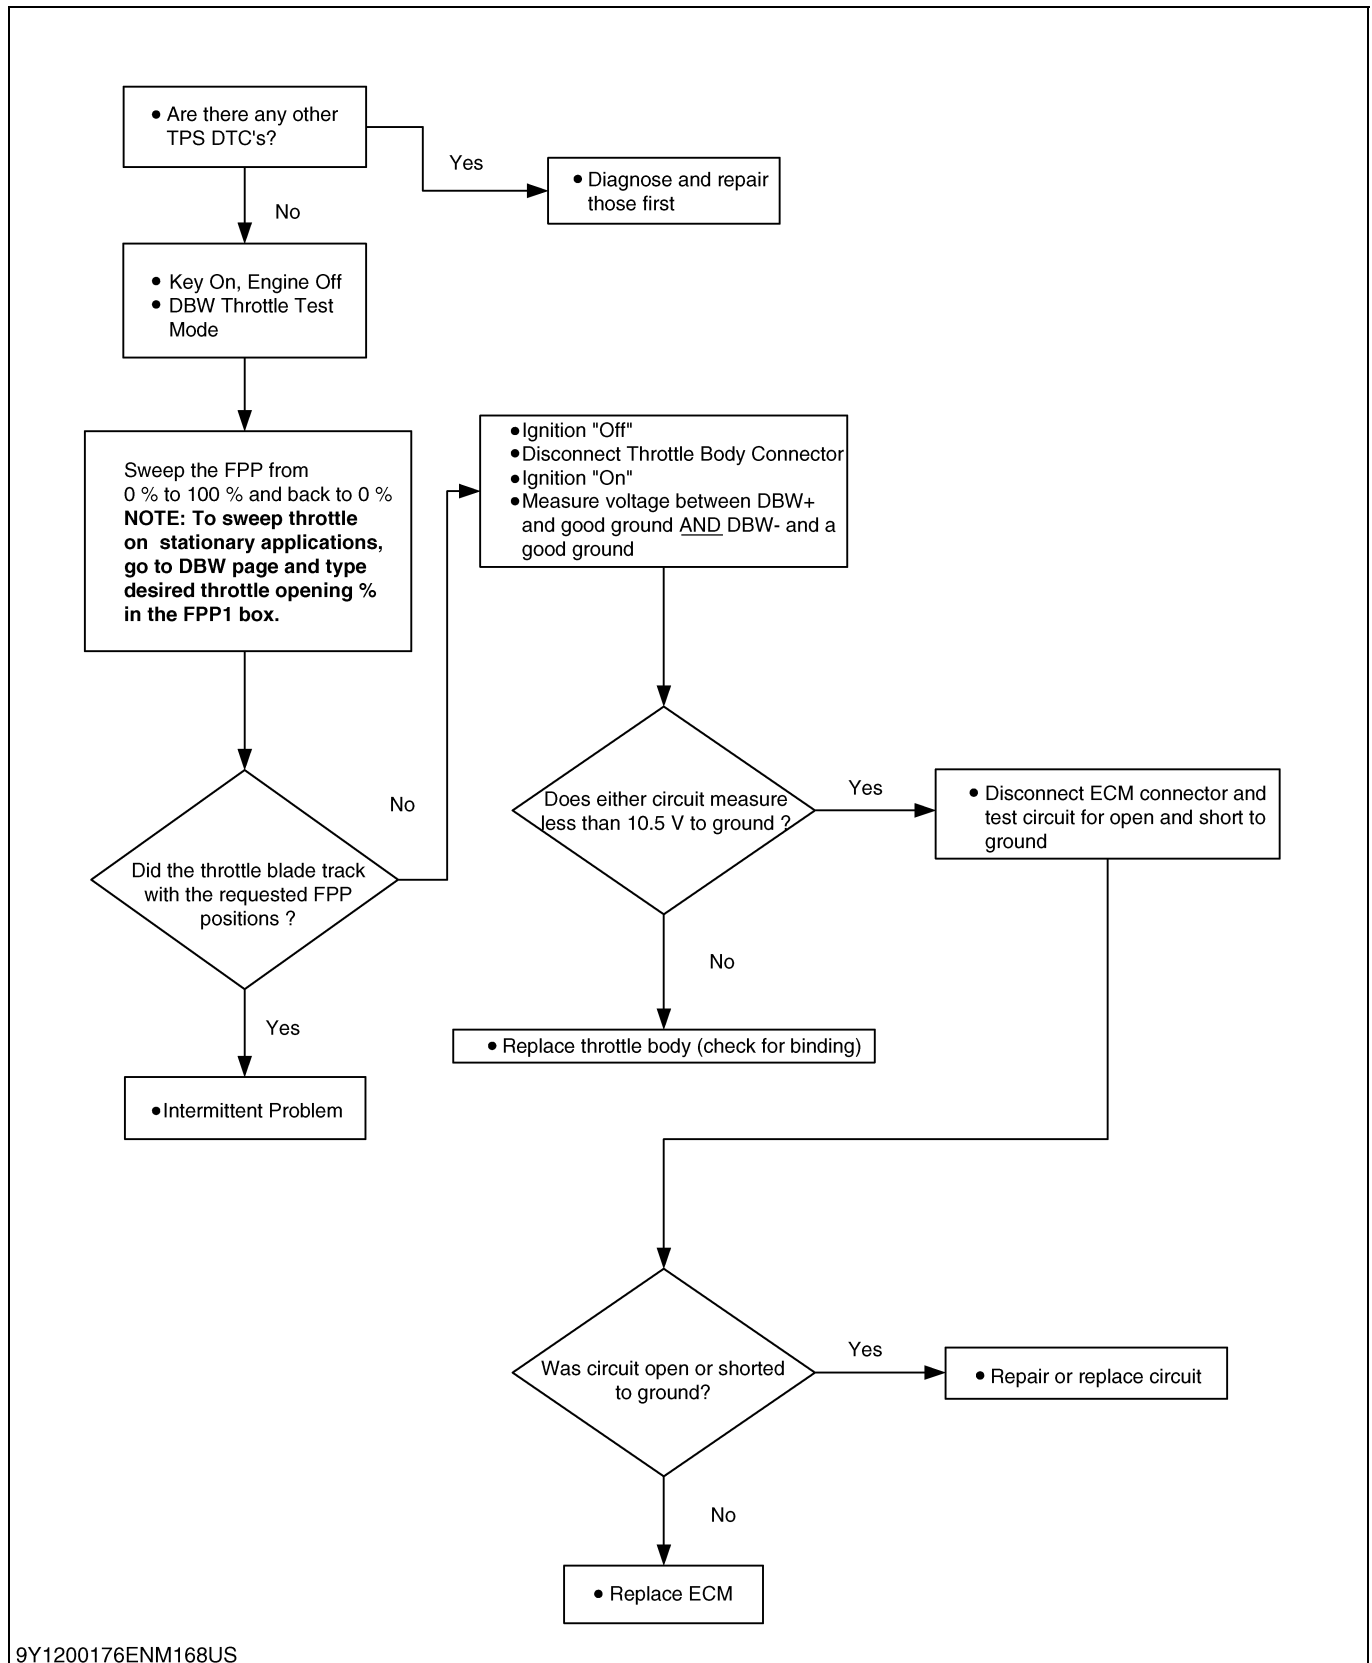 ● Are there any other
TPS DTC's?
Yes
● Diagnose and repair
those first
No
● Key On, Engine Off
● DBW Throttle Test
Mode
Sweep the FPP from
0 % to 100 % and back to 0 %
NOTE: To sweep throttle
on stationary applications,
go to DBW page and type
desired throttle opening %
in the FPP1 box.
● Ignition "Off"
● Disconnect Throttle Body Connector
● Ignition "On"
● Measure voltage between DBW+
and good ground AND DBW- and a
good ground
No
Did the throttle blade track
with the requested FPP
positions ?
Yes
● Intermittent Problem
Does either circuit measure
less than 10.5 V to ground ?
Yes
● Disconnect ECM connector and
test circuit for open and short to
ground
No
● Replace throttle body (check for binding)
Was circuit open or shorted
to ground?
Yes
● Repair or replace circuit
No
● Replace ECM
9Y1200176ENM168US